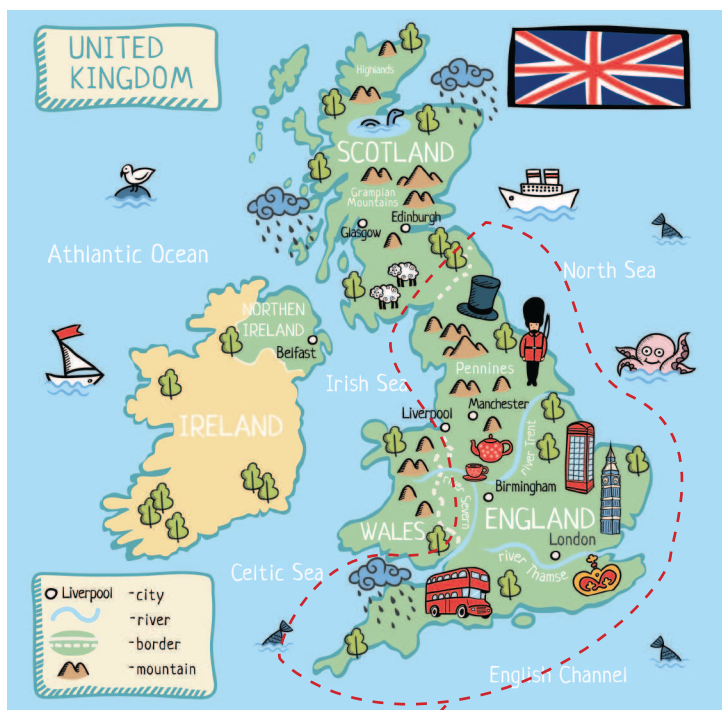 UNITED
KINGDOM
Highlands
SCOTLAND
Grampian
Mountains
Edinburgh
Glasgow
Athlantic Ocean
North Sea
NORTHEN
IRELAND
Belfast
Irish Sea
Pennines
Manchester
Liverpool
IRELAND
river Trent
Birmingham
river Severn
WALES
ENGLAND
London
river Thamse
Celtic Sea
English Channel
Liverpool -city
-river
-border
-mountain